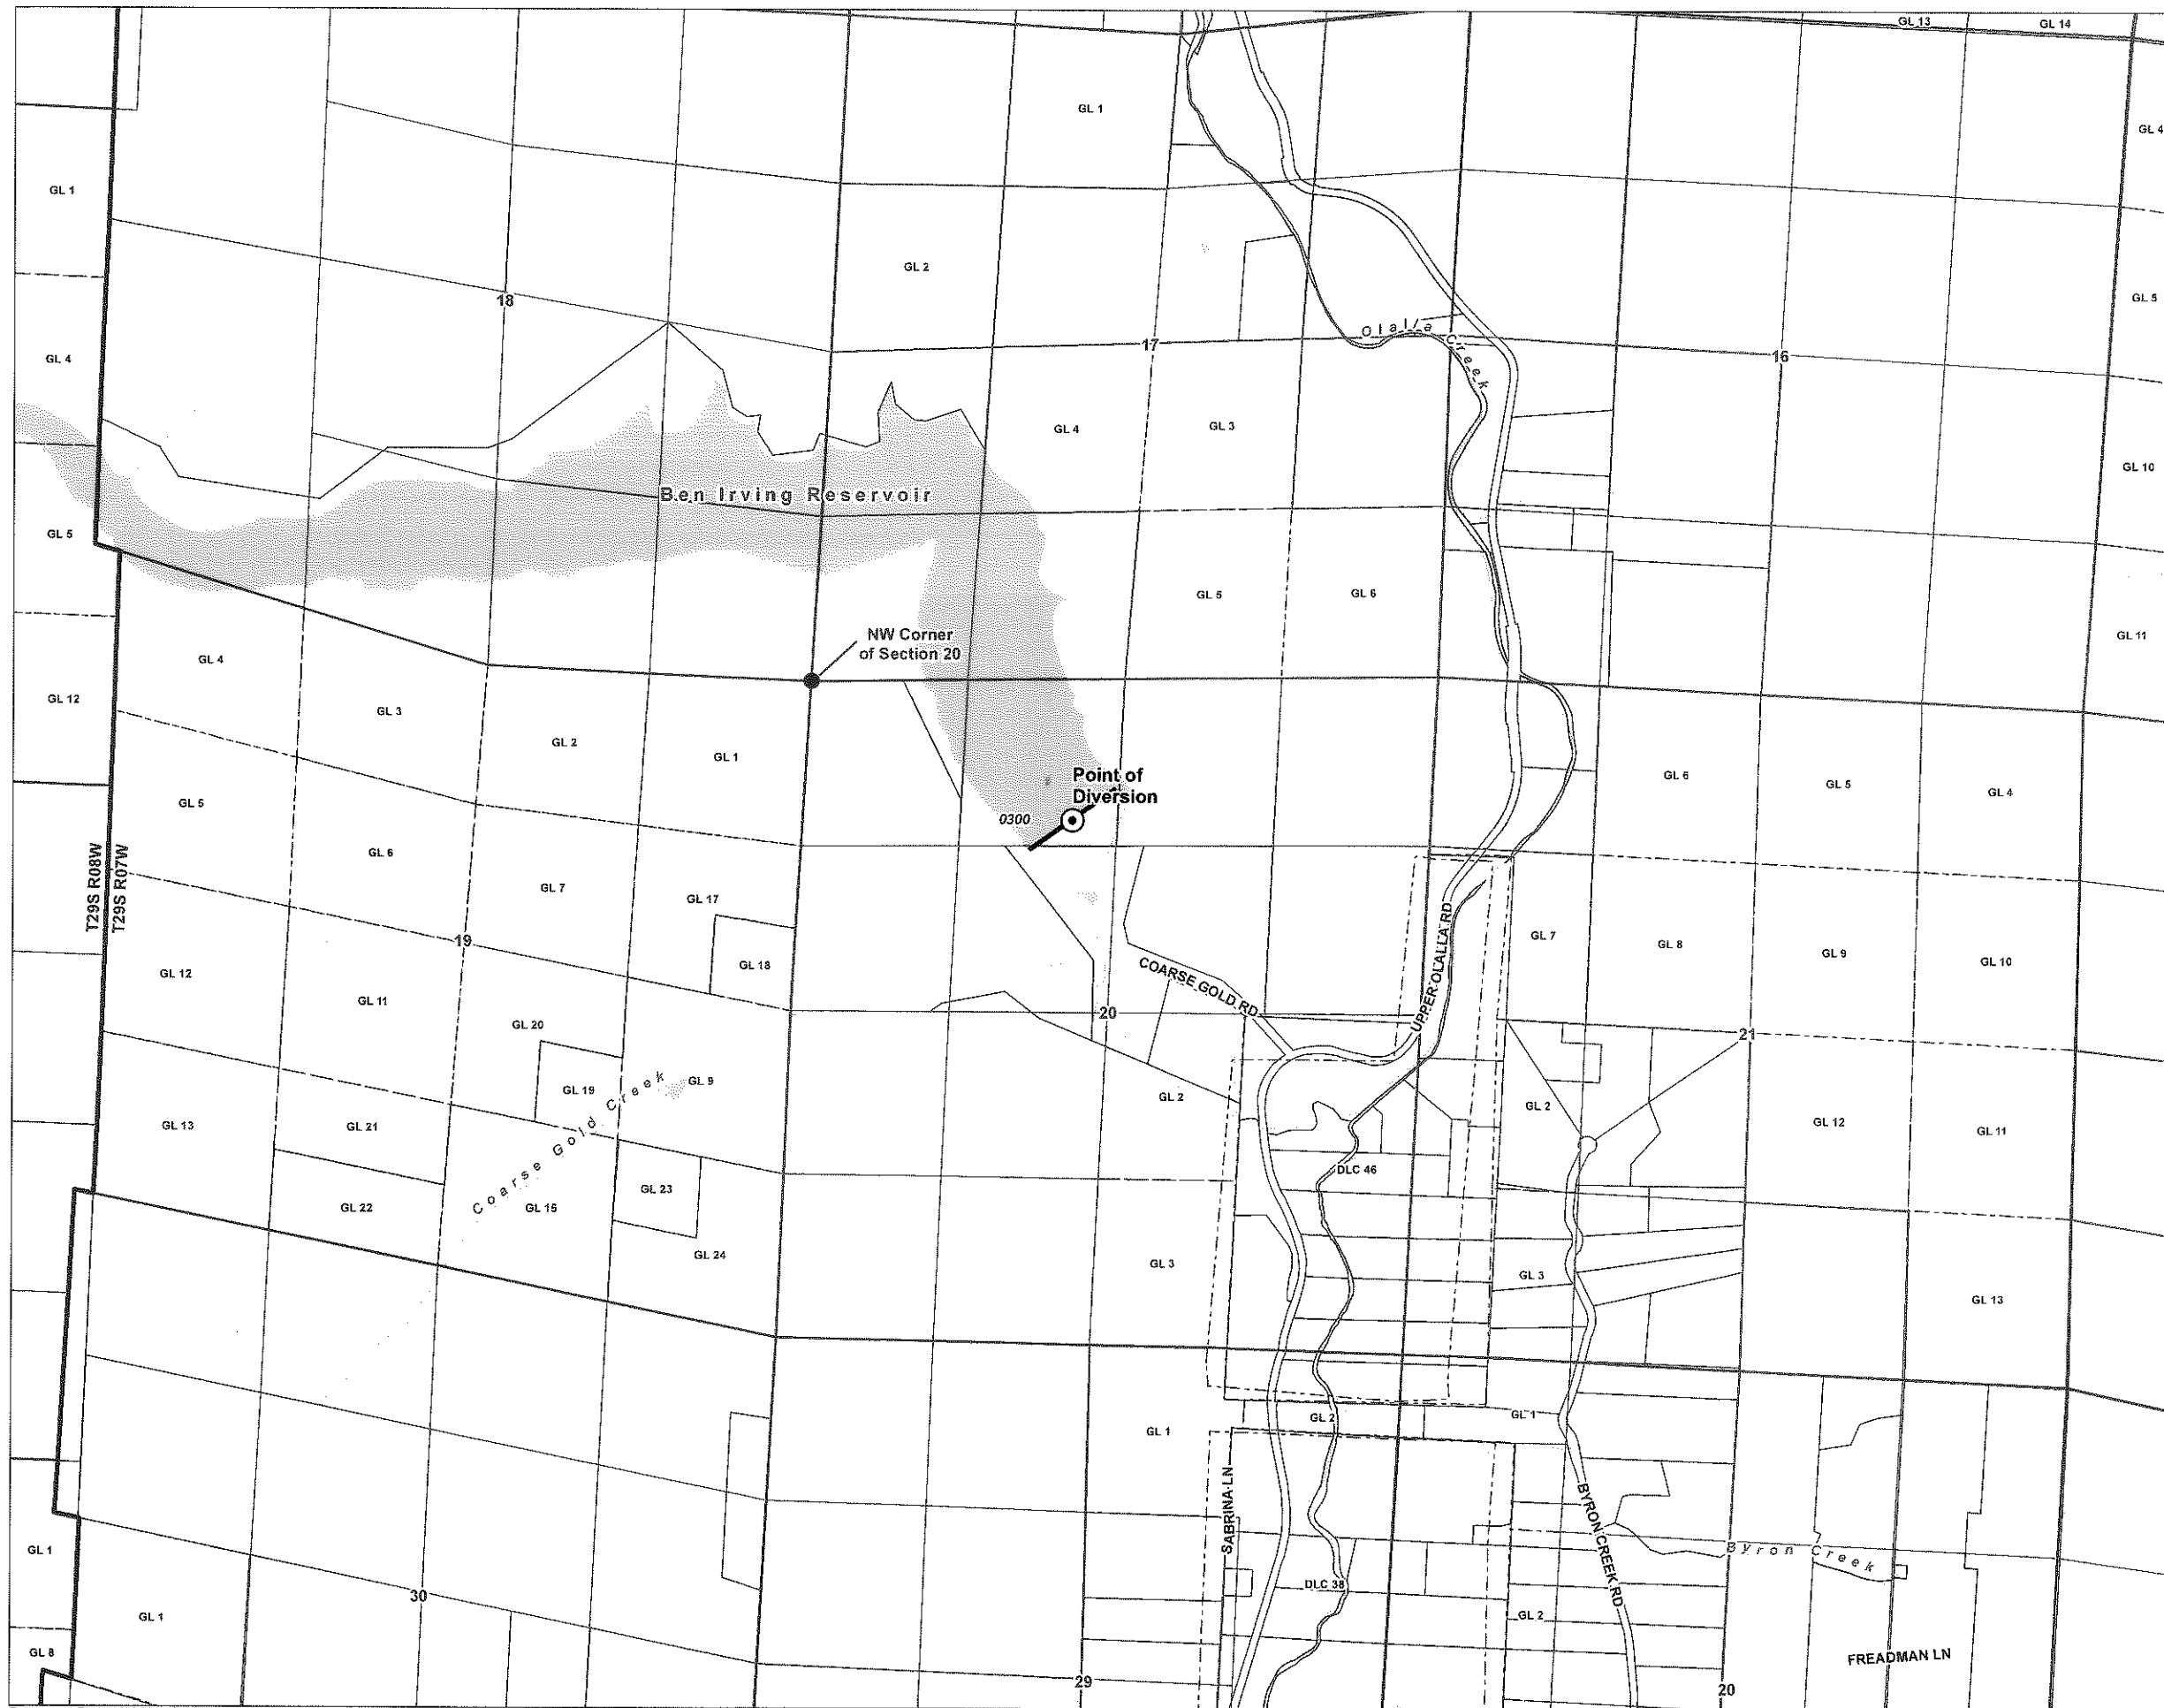 GL 13
GL 14
GL 1
GL 4
GL 1
GL 2
18
GL 5
Olalla Creek
17
16
GL 4
GL 4
GL 3
GL 10
Ben Irving Reservoir
GL 5
GL 5
GL 6
NW Corner
of Section 20
GL 11
GL 4
GL 12
GL 3
GL 2
GL 1
Point of
Diversion
0300
GL 6
GL 5
GL 4
GL 5
GL 6
T29S R08W
T29S R07W
GL 7
GL 17
19
GL 18
GL 12
GL 11
COARSE GOLD RD
UPPER OLALLA RD
GL 7
GL 8
GL 9
GL 10
GL 20
20
21
GL 19
GL 9
Coarse Gold Creek
GL 2
GL 2
GL 13
GL 21
GL 12
GL 11
DLC 46
GL 22
GL 15
GL 23
GL 24
GL 3
GL 3
GL 13
GL 1
GL 2
GL 1
SABRINA LN
BYRON CREEK RD
Byron Creek
GL 1
30
GL 1
DLC 38
GL 2
GL 8
FREADMAN LN
29
20